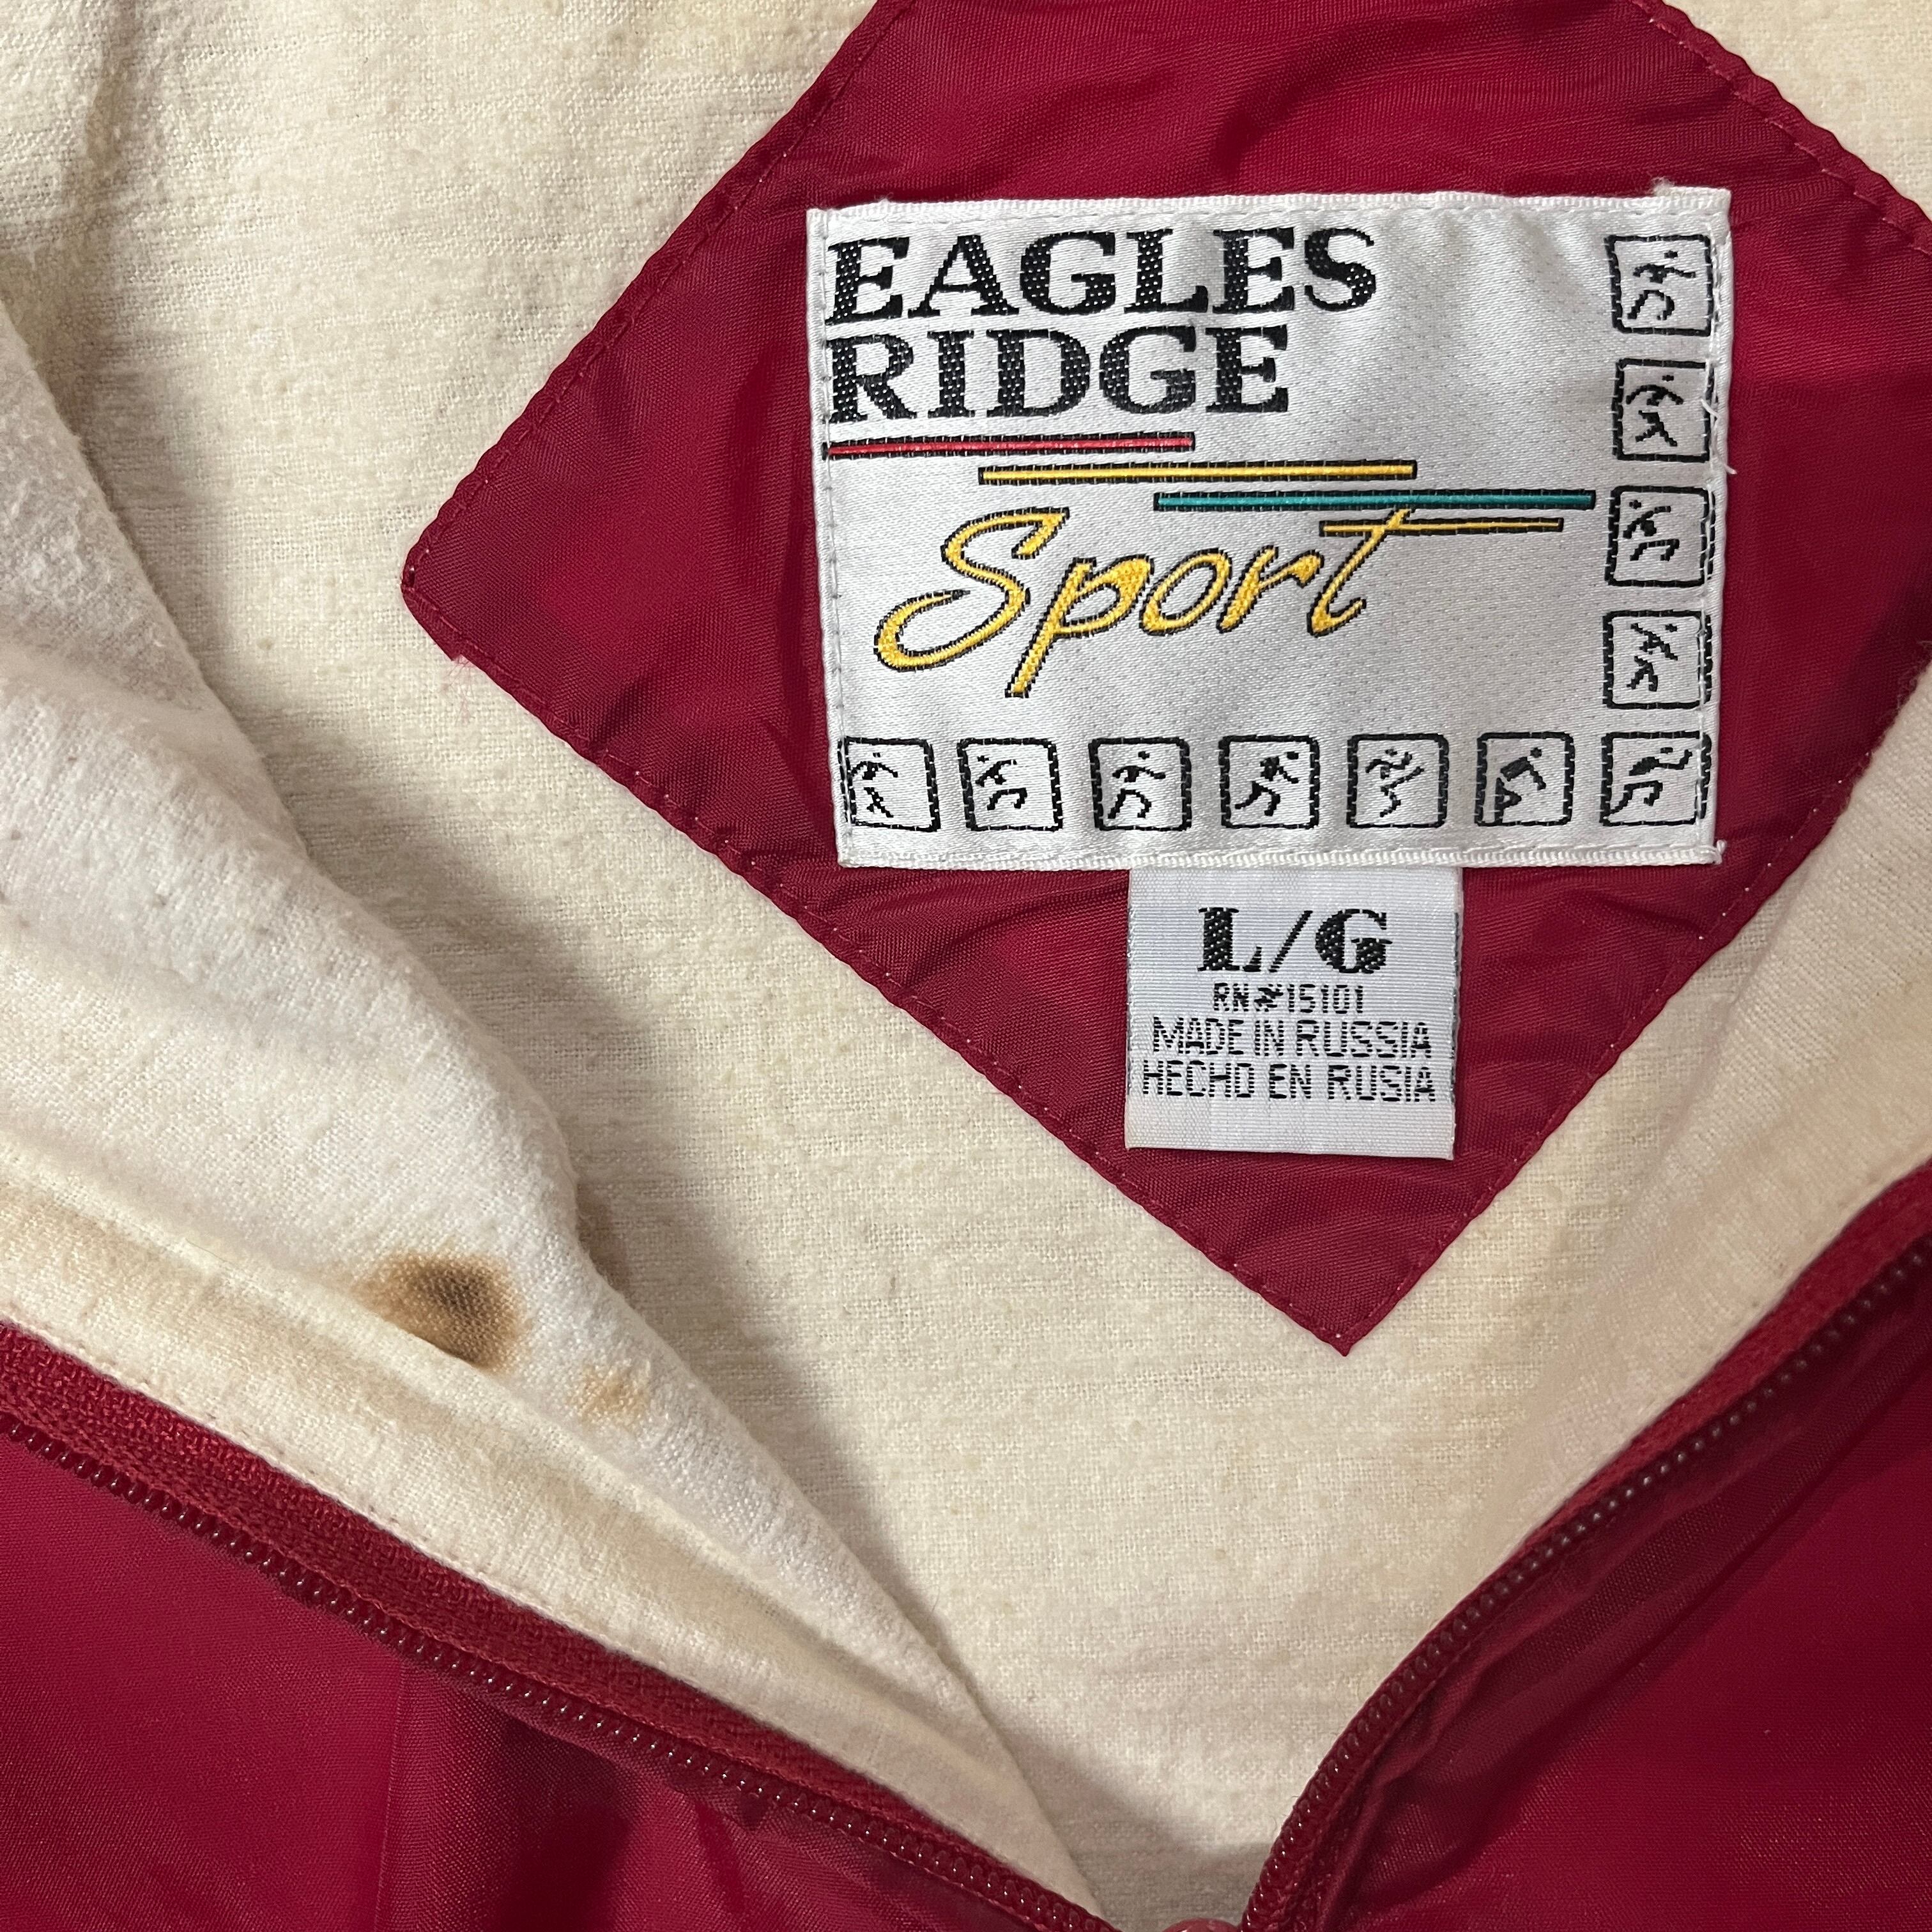 EAGLES
RIDGE
Sport
L/G
RN#15101
MADE IN RUSSIA
HECHO EN RUSIA